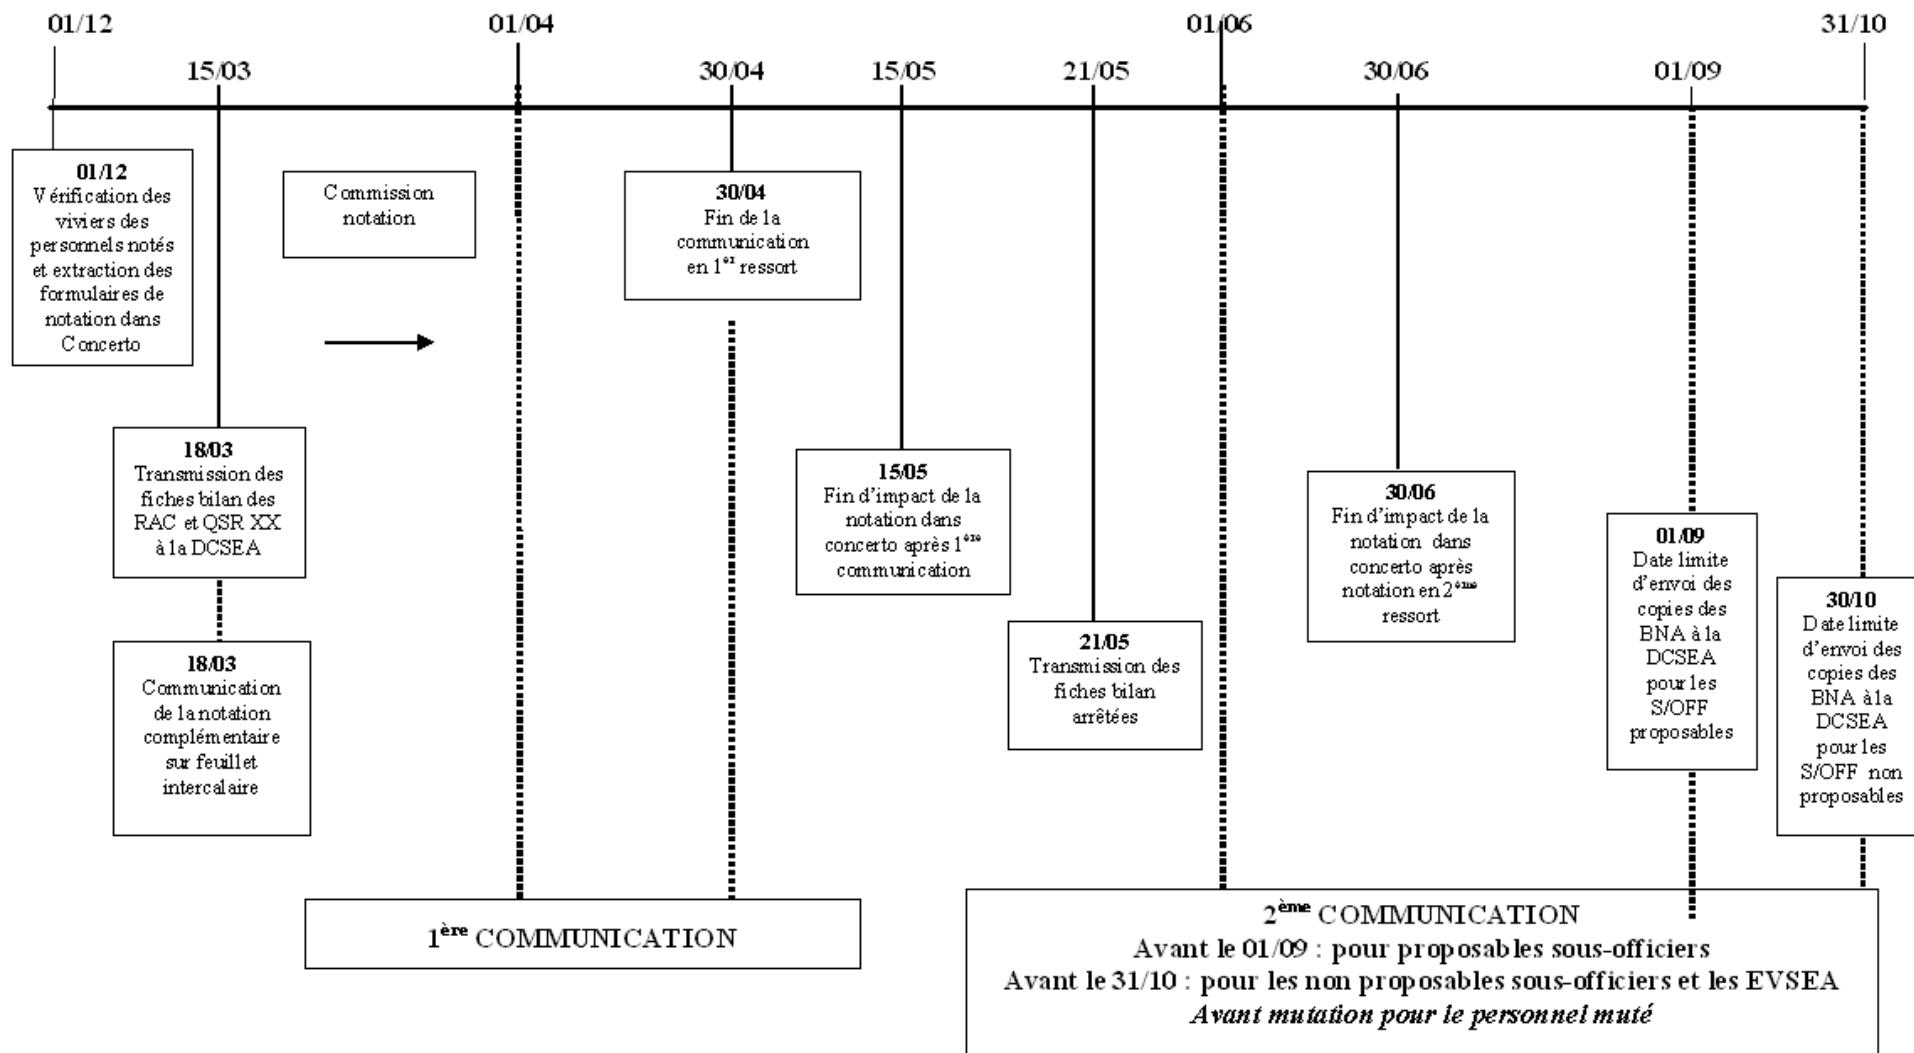 01/12
01/04
01/06
31/10
15/03
30/04
15/05
21/05
30/06
01/09
01/12
Vérification des
viviers des
personnels notés
et extraction des
formulaires de
notation dans
Concerto
Commission
notation
30/04
Fin de la
communication
en 1er ressort
18/03
Transmission des
fiches bilan des
RAC et QSR XX
à la DCSEA
18/03
Communication
de la notation
complémentaire
sur feuillet
intercalaire
15/05
Fin d'impact de la
notation dans
concerto après 1ère
communication
21/05
Transmission des
fiches bilan
arrêtées
30/06
Fin d'impact de la
notation dans
concerto après
notation en 2ème
ressort
01/09
Date limite
d'envoi des
copies des
BNA à la
DCSEA
pour les
S/OFF
proposables
30/10
Date limite
d'envoi des
copies des
BNA à la
DCSEA
pour les
S/OFF non
proposables
1ère COMMUNICATION
2ème COMMUNICATION
Avant le 01/09 : pour proposables sous-officiers
Avant le 31/10 : pour les non proposables sous-officiers et les EVSEA
Avant mutation pour le personnel muté